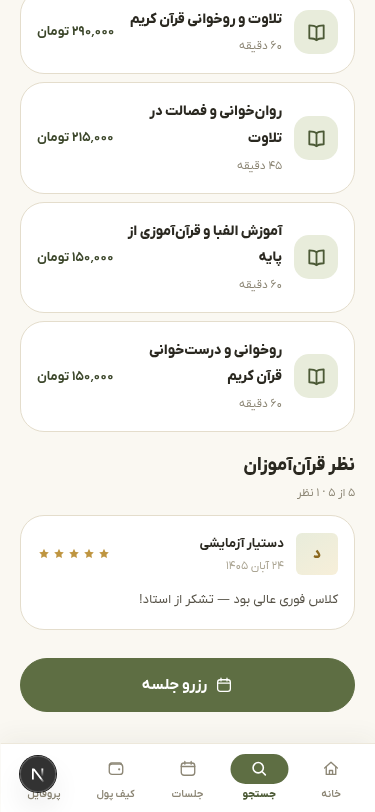 تلاوت و روخوانی قرآن کریم
۲۹۰٬۰۰۰ تومان
۶۰ دقیقه
روان‌خوانی و فصالت در
تلاوت
۲۱۵٬۰۰۰ تومان
۴۵ دقیقه
آموزش الفبا و قرآن‌آموزی از
پایه
۱۵۰٬۰۰۰ تومان
۶۰ دقیقه
روخوانی و درست‌خوانی
قرآن کریم
۱۵۰٬۰۰۰ تومان
۶۰ دقیقه
نظر قرآن‌آموزان
۵ از ۵ · ۱ نظر
د
دستیار آزمایشی
۲۴ آبان ۱۴۰۵
کلاس فوری عالی بود — تشکر از استاد!
رزرو جلسه
خانه
جستجو
جلسات
کیف پول
پروفایل
N